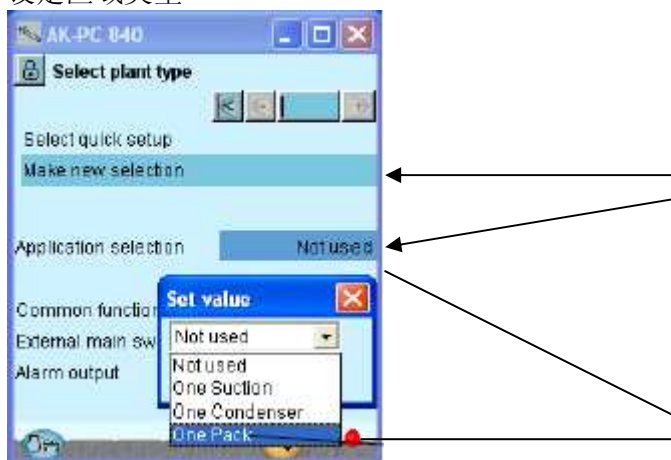 AK-PC 840
Select plant type
Select quick setup
Make new selection
Application selection Not used
Common function
External main sw
Alarm output
Set value
Not used
Not used
One Suction
One Condenser
One Pack